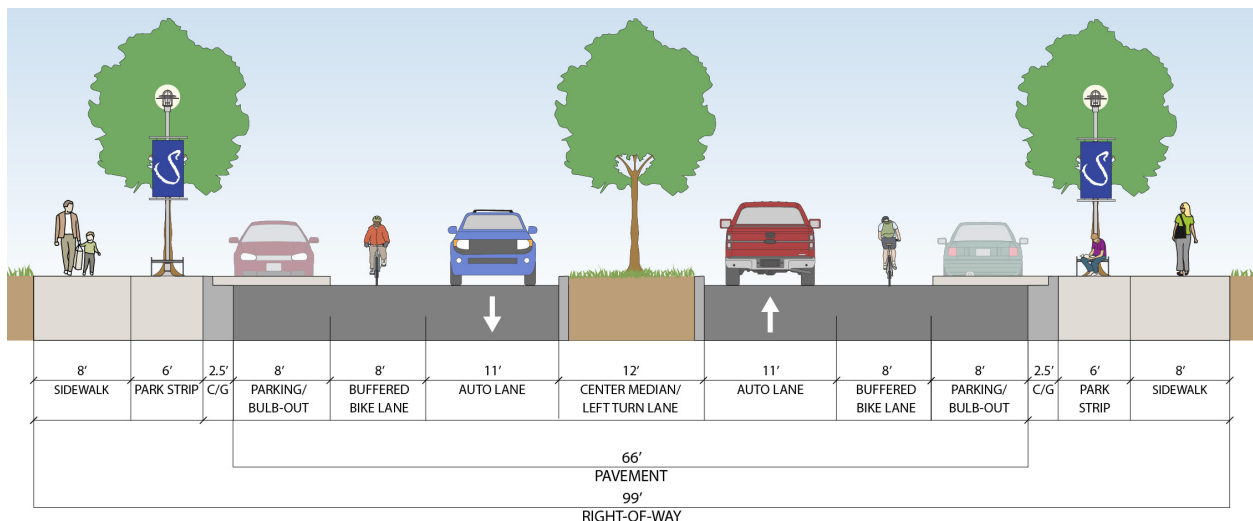 S
S
8’ 6’ 2.5’ 8’ 8’ 11’ 12’ 11’ 8’ 8’ 2.5’ 6’ 8’
SIDEWALK PARK STRIP C/G PARKING/ BUFFERED AUTO LANE CENTER MEDIAN/ AUTO LANE BUFFERED PARKING/ C/G PARK SIDEWALK
BULB-OUT BIKE LANE LEFT TURN LANE BIKE LANE BULB-OUT STRIP
66’
PAVEMENT
99’
RIGHT-OF-WAY